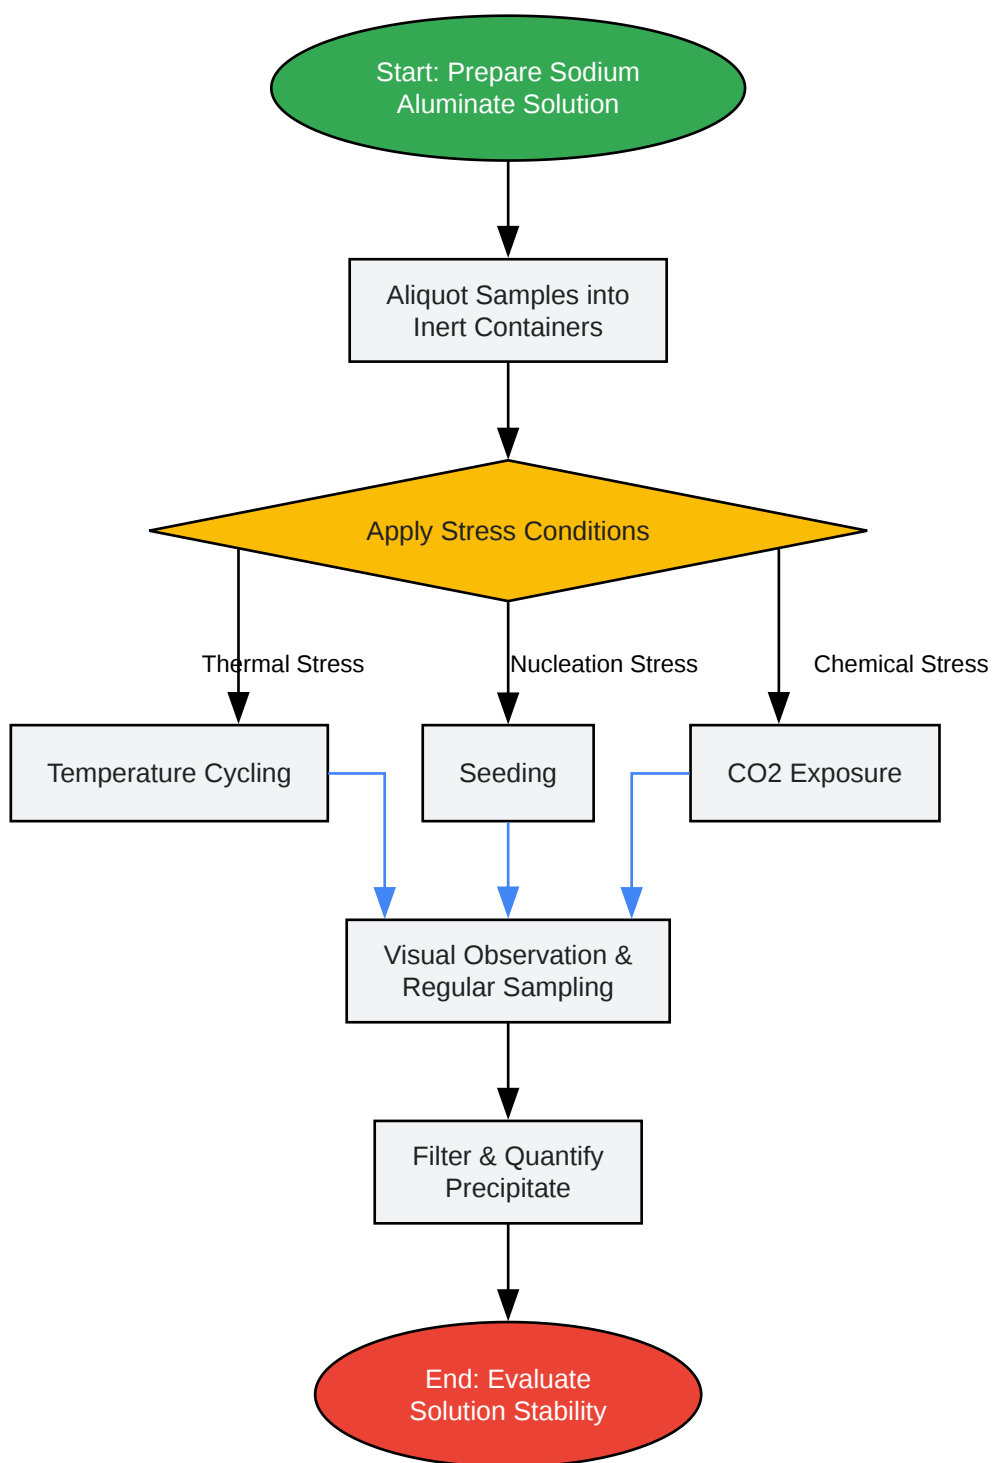 Start: Prepare Sodium
Aluminate Solution
Aliquot Samples into
Inert Containers
Apply Stress Conditions
Thermal Stress
Nucleation Stress
Chemical Stress
Temperature Cycling
Seeding
CO2 Exposure
Visual Observation &
Regular Sampling
Filter & Quantify
Precipitate
End: Evaluate
Solution Stability